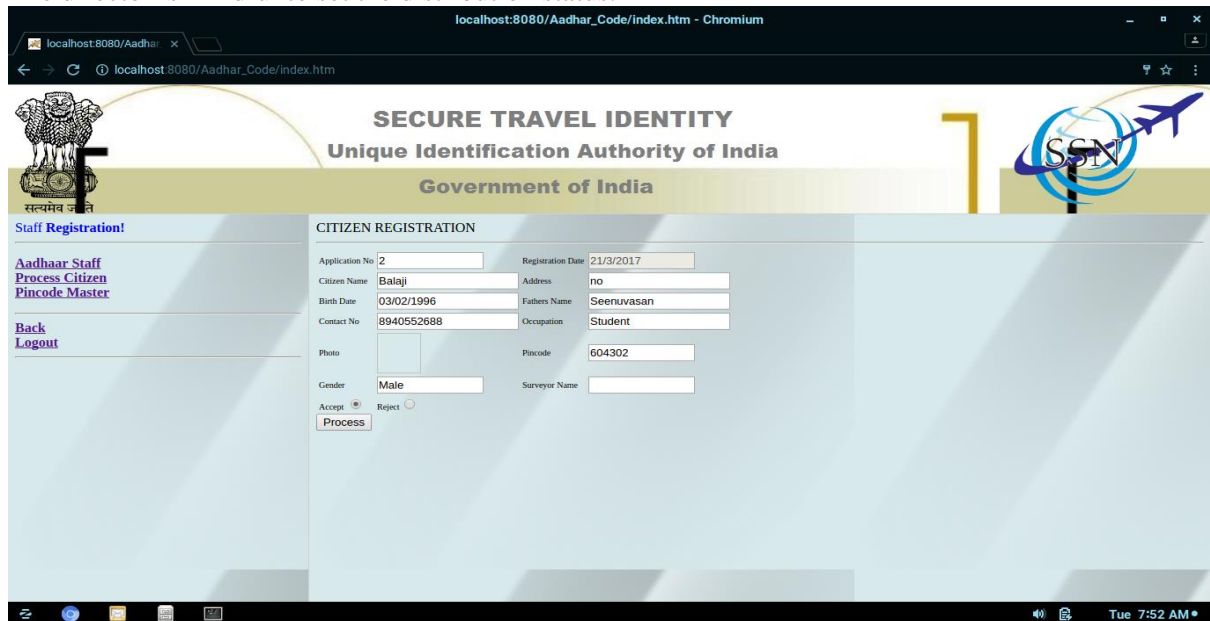 localhost:8080/Aadhar_Code/index.htm - Chromium
localhost:8080/Aadhar
localhost:8080/Aadhar_Code/index.htm
SECURE TRAVEL IDENTITY
Unique Identification Authority of India
Government of India
सत्यमेव
SSN
Staff Registration!
Aadhaar Staff
Process Citizen
Pincode Master
Back
Logout
CITIZEN REGISTRATION
Application No 2 Registration Date 21/3/2017
Citizen Name Balaji Address no
Birth Date 03/02/1996 Fathers Name Seenuvasan
Contact No 8940552688 Occupation Student
Photo Pincode 604302
Gender Male Surveyor Name
Accept Reject
Process
Tue 7:52 AM